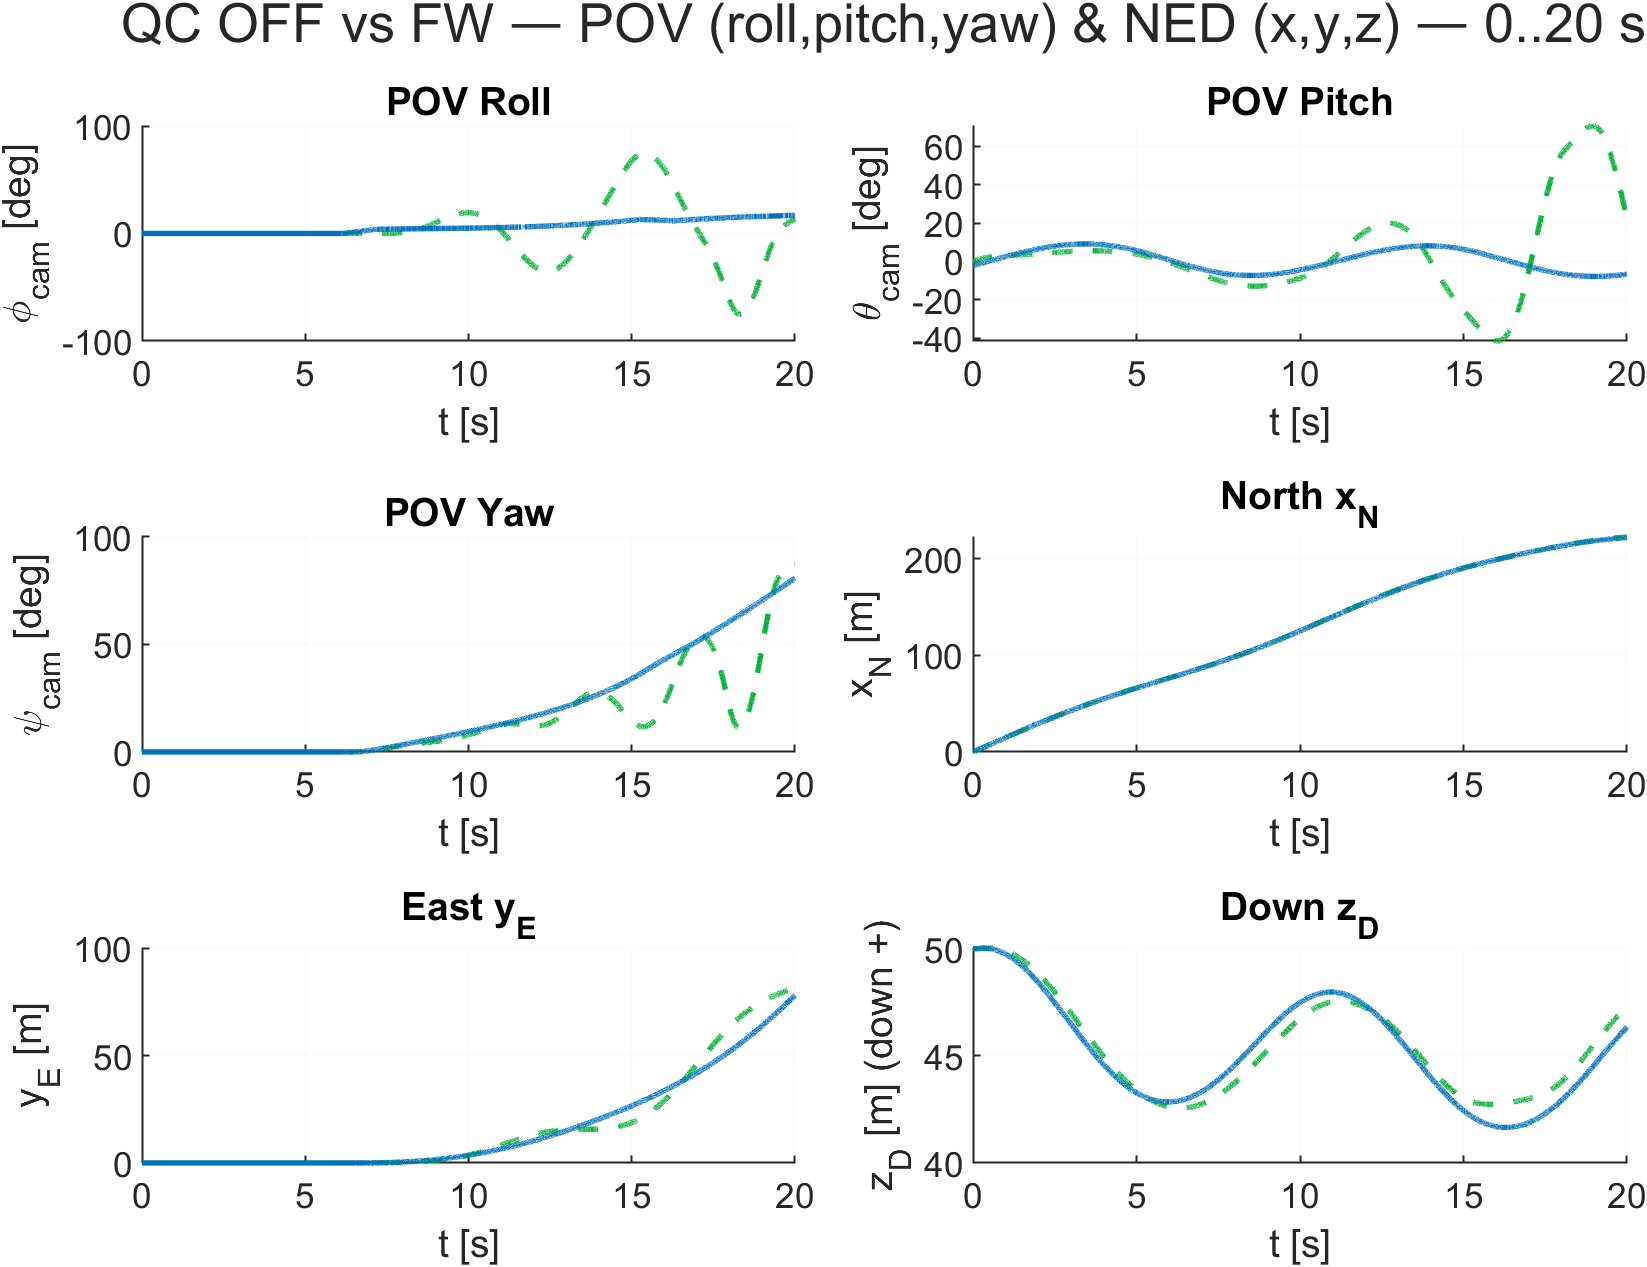 QC OFF vs FW — POV (roll,pitch,yaw) & NED (x,y,z) — 0..20 s
POV Roll
100
0
-100
ϕcam [deg]
0 5 10 15 20
t [s]
POV Pitch
60
40
20
0
-20
-40
θcam [deg]
0 5 10 15 20
t [s]
POV Yaw
100
50
0
ψcam [deg]
0 5 10 15 20
t [s]
North xN
200
100
0
xN [m]
0 5 10 15 20
t [s]
East yE
100
50
0
yE [m]
0 5 10 15 20
t [s]
Down zD
50
45
40
zD [m] (down +)
0 5 10 15 20
t [s]